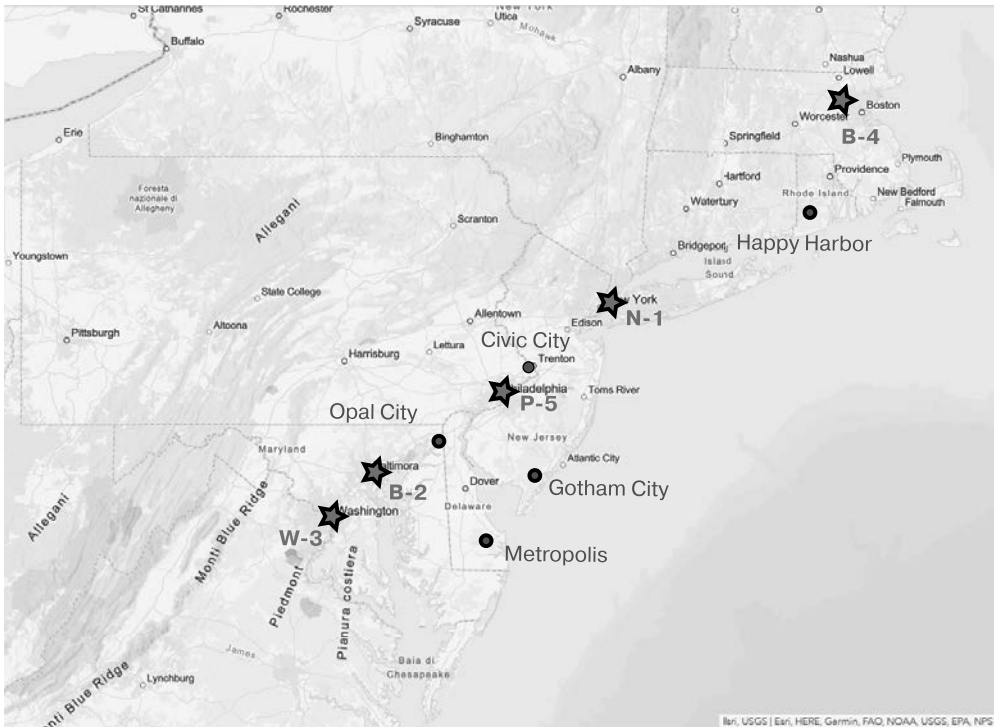 St Catharines
Rochester
Syracuse
Utica
Mohawk
New York
Buffalo
Albany
Nashua
Lowell
Boston
Worcester
B-4
Erie
Binghamton
Springfield
Plymouth
Providence
Hartford
Foresta
nazionale di
Allegheny
Rhode Island
New Bedford
Falmouth
Waterbury
Allegani
Scranton
Happy Harbor
Youngstown
Bridgeport
Island
Sound
State College
York
N-1
Allentown
Edison
Pittsburgh
Altoona
Civic City
Lettura
Harrisburg
Trenton
Philadelphia
P-5
Toms River
Opal City
New Jersey
Maryland
Atlantic City
Baltimora
B-2
Dover
Gotham City
Delaware
Allegani
Monti Blue Ridge
Washington
W-3
Metropolis
Piedmont
Pianura costiera
James
Baia di
Chesapeake
Lynchburg
Monti Blue Ridge
Esri, USGS | Esri, HERE, Garmin, FAO, NOAA, USGS, EPA, NPS